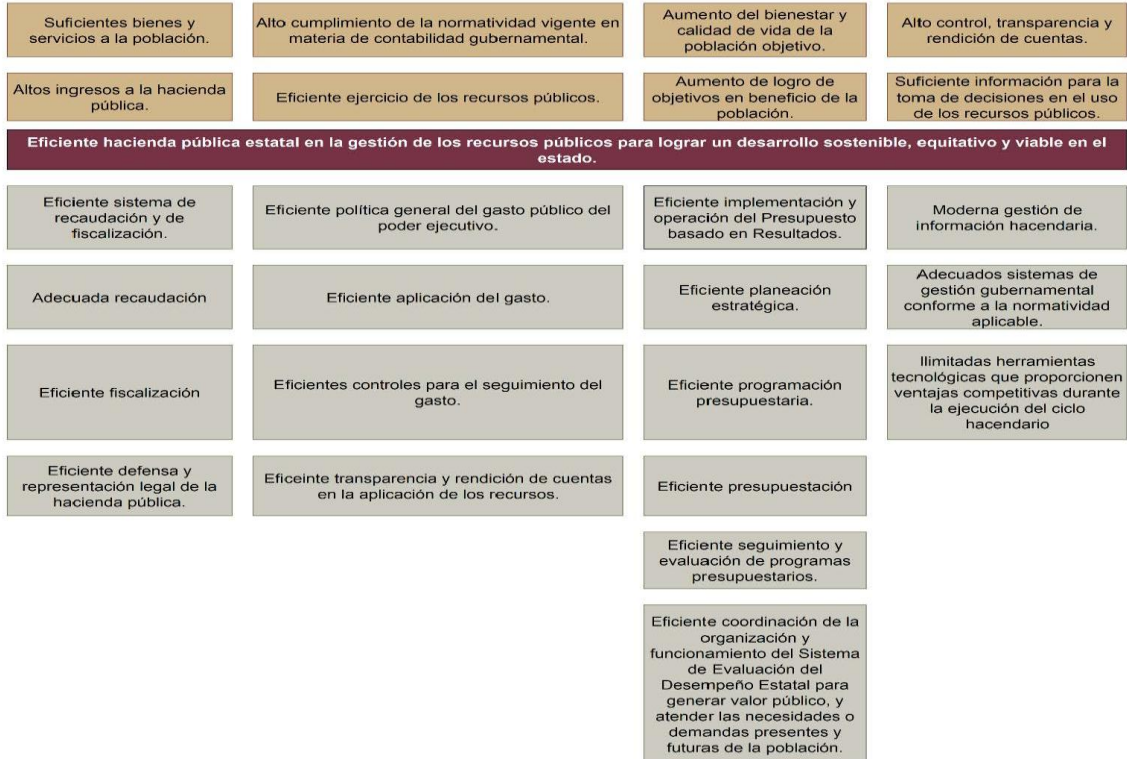 Suficientes bienes y
servicios a la población.
Alto cumplimiento de la normatividad vigente en
materia de contabilidad gubernamental.
Aumento del bienestar y
calidad de vida de la
población objetivo.
Alto control, transparencia y
rendición de cuentas.
Altos ingresos a la hacienda
pública.
Eficiente ejercicio de los recursos públicos.
Aumento de logro de
objetivos en beneficio de la
población.
Suficiente información para la
toma de decisiones en el uso
de los recursos públicos.
Eficiente hacienda pública estatal en la gestión de los recursos públicos para lograr un desarrollo sostenible, equitativo y viable en el
estado.
Eficiente sistema de
recaudación y de
fiscalización.
Eficiente política general del gasto público del
poder ejecutivo.
Eficiente implementación y
operación del Presupuesto
basado en Resultados.
Moderna gestión de
información hacendaria.
Adecuada recaudación
Eficiente aplicación del gasto.
Eficiente planeación
estratégica.
Adecuados sistemas de
gestión gubernamental
conforme a la normatividad
aplicable.
Eficiente fiscalización
Eficientes controles para el seguimiento del
gasto.
Eficiente programación
presupuestaria.
Ilimitadas herramientas
tecnológicas que proporcionen
ventajas competitivas durante
la ejecución del ciclo
hacendario
Eficiente defensa y
representación legal de la
hacienda pública.
Eficeinte transparencia y rendición de cuentas
en la aplicación de los recursos.
Eficiente presupuestación
Eficiente seguimiento y
evaluación de programas
presupuestarios.
Eficiente coordinación de la
organización y
funcionamiento del Sistema
de Evaluación del
Desempeño Estatal para
generar valor público, y
atender las necesidades o
demandas presentes y
futuras de la población.